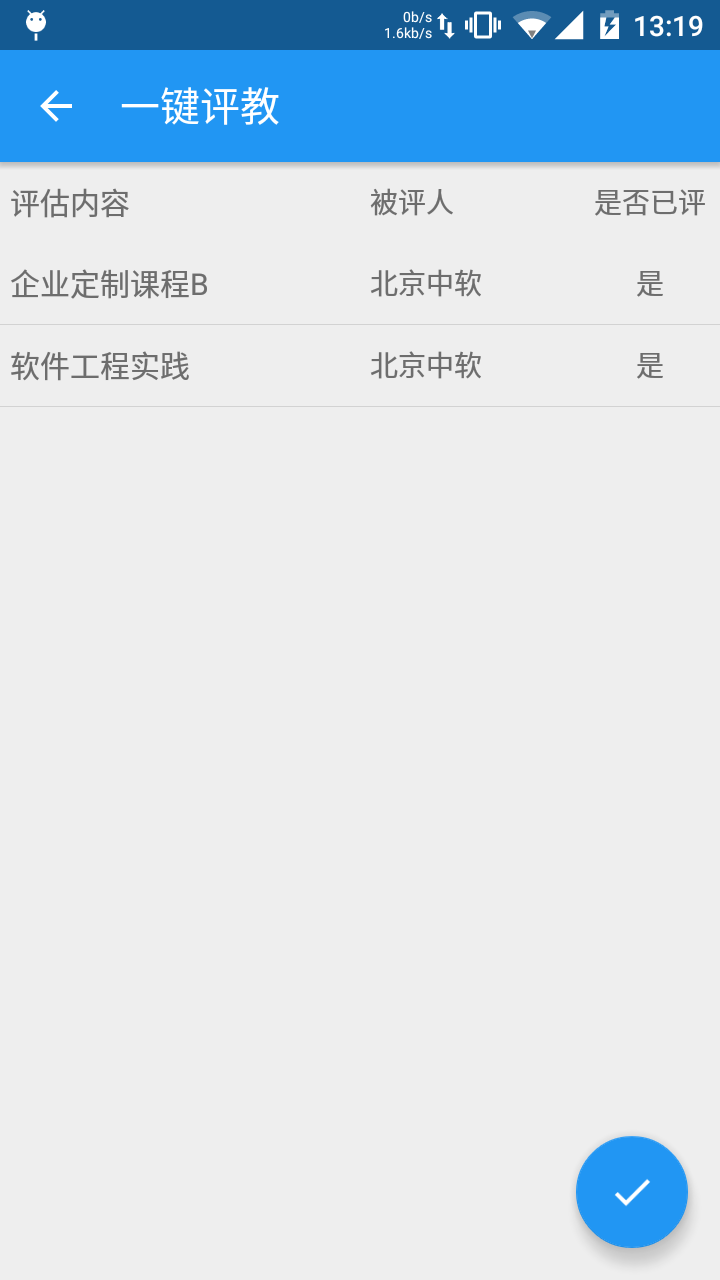 0b/s
1.6kb/s
13:19
一键评教
评估内容 被评人 是否已评
企业定制课程B 北京中软 是
软件工程实践 北京中软 是